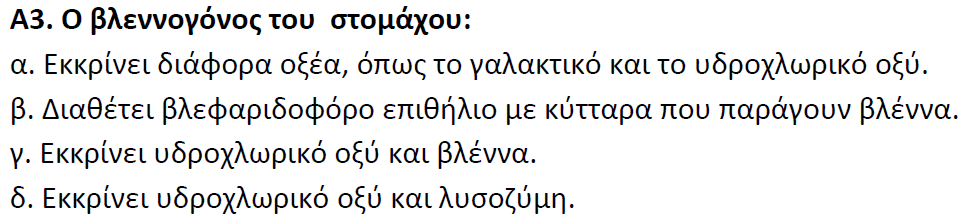 Α3. Ο βλεννογόνος του στομάχου:
α. Εκκρίνει διάφορα οξέα, όπως το γαλακτικό και το υδροχλωρικό οξύ.
β. Διαθέτει βλεφαριδοφόρο επιθήλιο με κύτταρα που παράγουν βλέννα.
γ. Εκκρίνει υδροχλωρικό οξύ και βλέννα.
δ. Εκκρίνει υδροχλωρικό οξύ και λυσοζύμη.